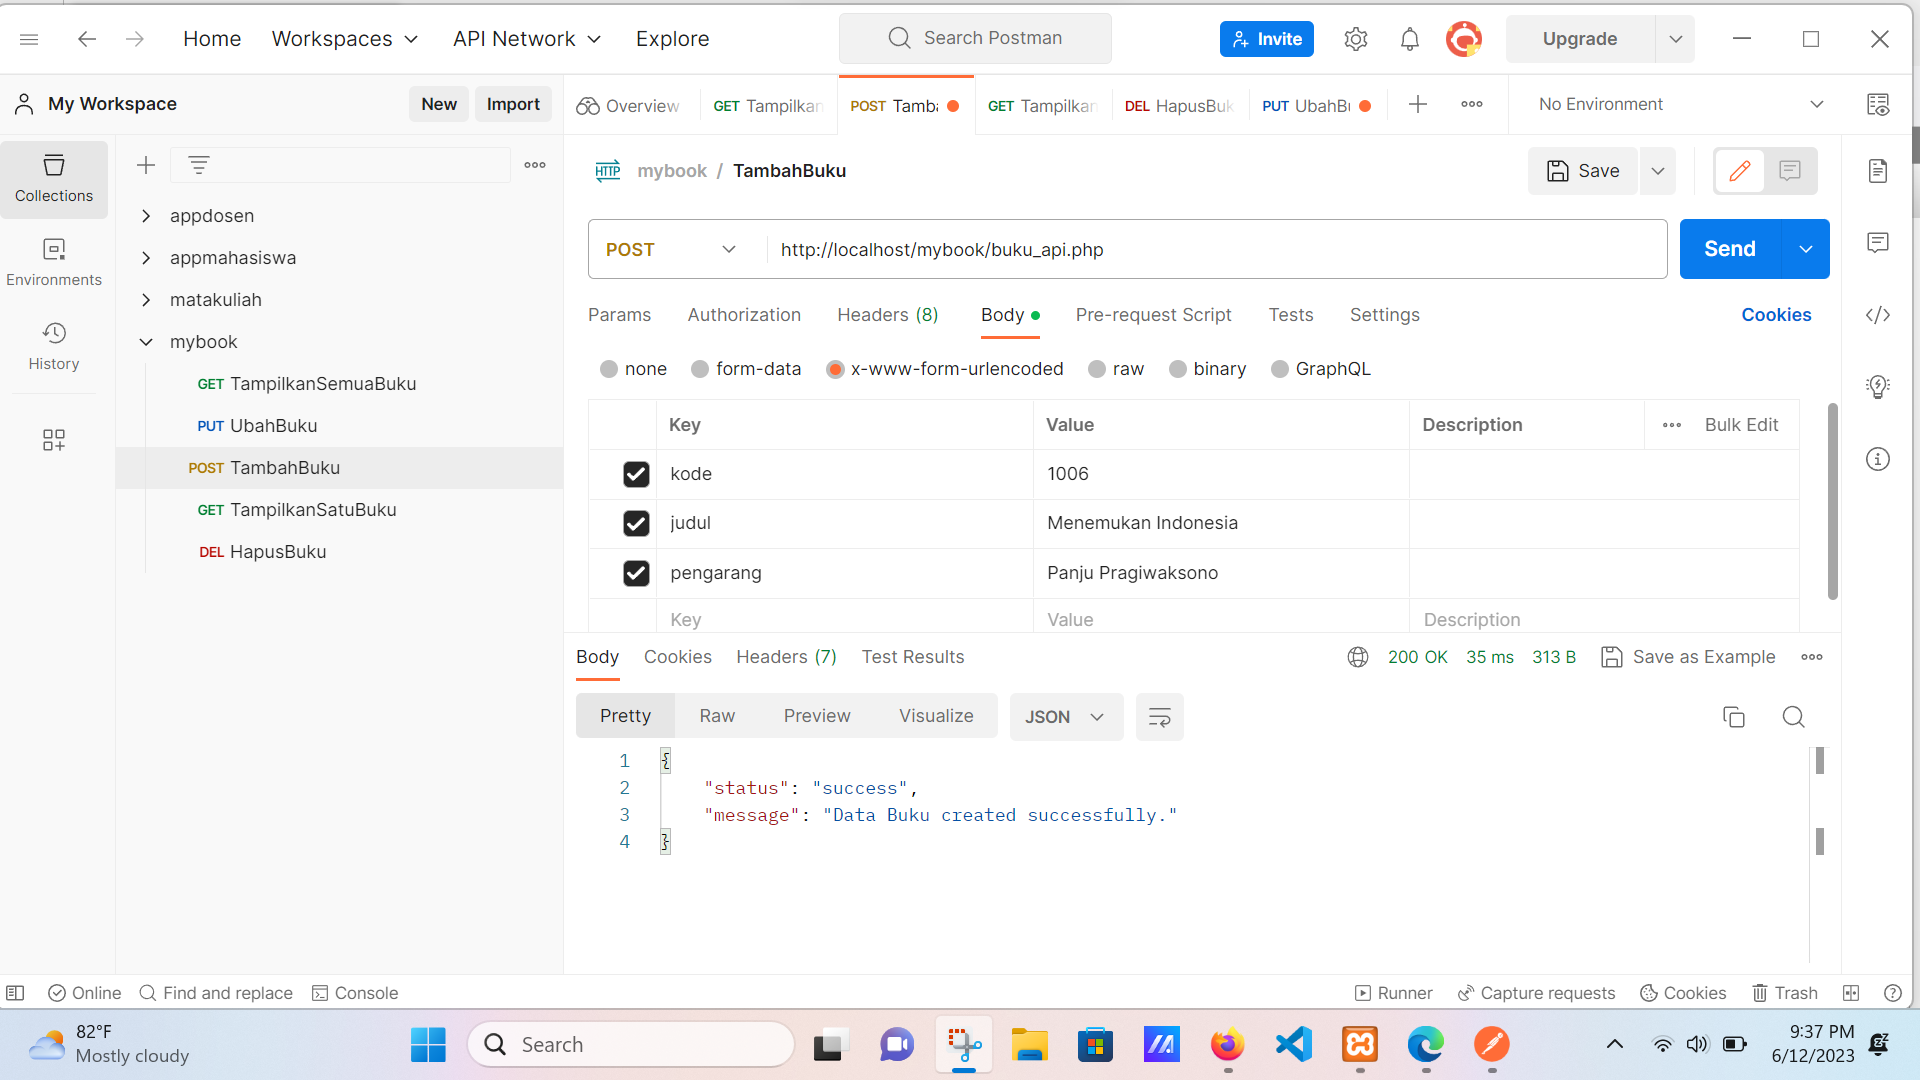 Home Workspaces API Network Explore Search Postman Invite Upgrade
My Workspace New Import Overview GET Tampilkan POST Tamba GET Tampilkan DEL HapusBuk PUT UbahBu No Environment
Collections
Environments
History
appdosen
appmahasiswa
matakuliah
mybook
GET TampilkanSemuaBuku
PUT UbahBuku
POST TambahBuku
GET TampilkanSatuBuku
DEL HapusBuku
HTTP mybook / TambahBuku Save
POST http://localhost/mybook/buku_api.php Send
Params Authorization Headers (8) Body Pre-request Script Tests Settings Cookies
none form-data x-www-form-urlencoded raw binary GraphQL
Key Value Description Bulk Edit
kode 1006
judul Menemukan Indonesia
pengarang Panju Pragiwaksono
Key Value Description
Body Cookies Headers (7) Test Results 200 OK 35 ms 313 B Save as Example
Pretty Raw Preview Visualize JSON
1 {
2 "status": "success",
3 "message": "Data Buku created successfully."
4 }
Online Find and replace Console Runner Capture requests Cookies Trash
82°F
Mostly cloudy
Search
9:37 PM
6/12/2023